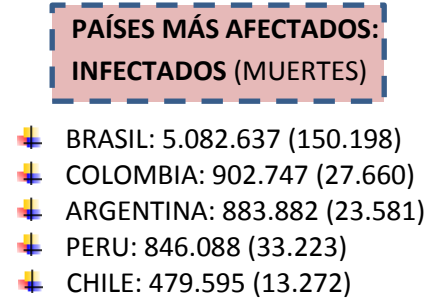 PAÍSES MÁS AFECTADOS:
INFECTADOS (MUERTES)
BRASIL: 5.082.637 (150.198)
COLOMBIA: 902.747 (27.660)
ARGENTINA: 883.882 (23.581)
PERU: 846.088 (33.223)
CHILE: 479.595 (13.272)